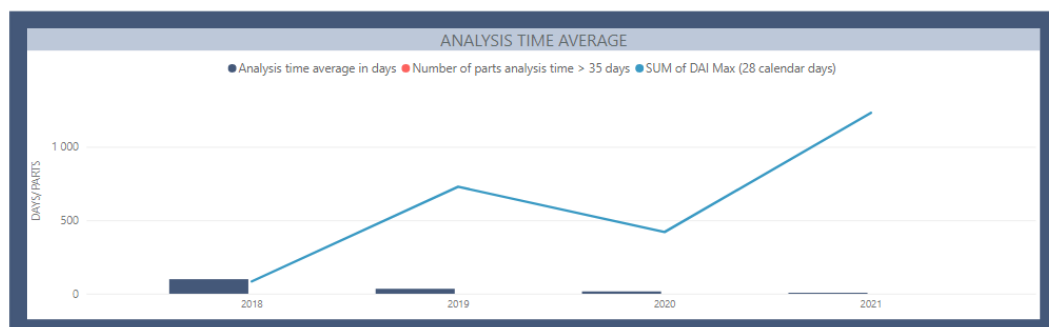 ANALYSIS TIME AVERAGE
Analysis time average in days Number of parts analysis time > 35 days SUM of DAI Max (28 calendar days)
1 000
DAYS/PARTS
500
0
2018 2019 2020 2021